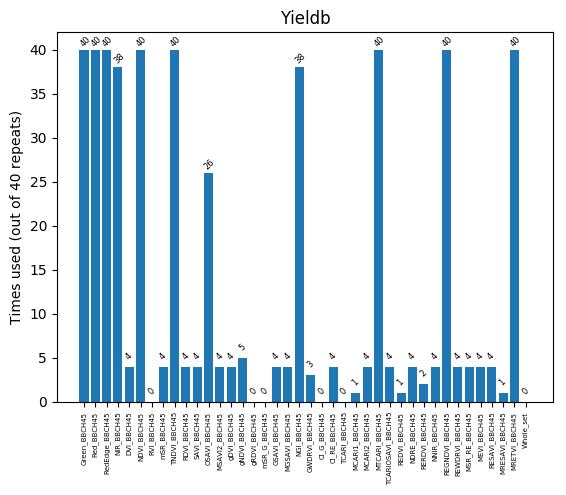 Yieldb
Times used (out of 40 repeats)
40
35
30
25
20
15
10
5
0
40
40
40
38
4
40
0
4
40
4
4
26
4
4
5
0
0
4
4
38
3
0
4
0
1
4
40
4
1
4
2
4
40
4
4
4
4
1
40
0
Green_BBCH45
Red_BBCH45
RedEdge_BBCH45
NIR_BBCH45
DVI_BBCH45
NDVI_BBCH45
RVI_BBCH45
mSR_BBCH45
TNDVI_BBCH45
RDVI_BBCH45
SAVI_BBCH45
OSAVI_BBCH45
MSAVI2_BBCH45
gDVI_BBCH45
gNDVI_BBCH45
gRDVI_BBCH45
mSR_G_BBCH45
GSAVI_BBCH45
MGSAVI_BBCH45
NGI_BBCH45
GWDRVI_BBCH45
CI_G_BBCH45
CI_RE_BBCH45
TCARI_BBCH45
MCARI1_BBCH45
MCARI2_BBCH45
MTCARI_BBCH45
TCARIOSAVI_BBCH45
REDVI_BBCH45
NDRE_BBCH45
RERDVI_BBCH45
NNIR_BBCH45
REGNDVI_BBCH45
REWDRVI_BBCH45
MSR_RE_BBCH45
MEVI_BBCH45
RESAVI_BBCH45
MRESAVI_BBCH45
MRETVI_BBCH45
Whole_set